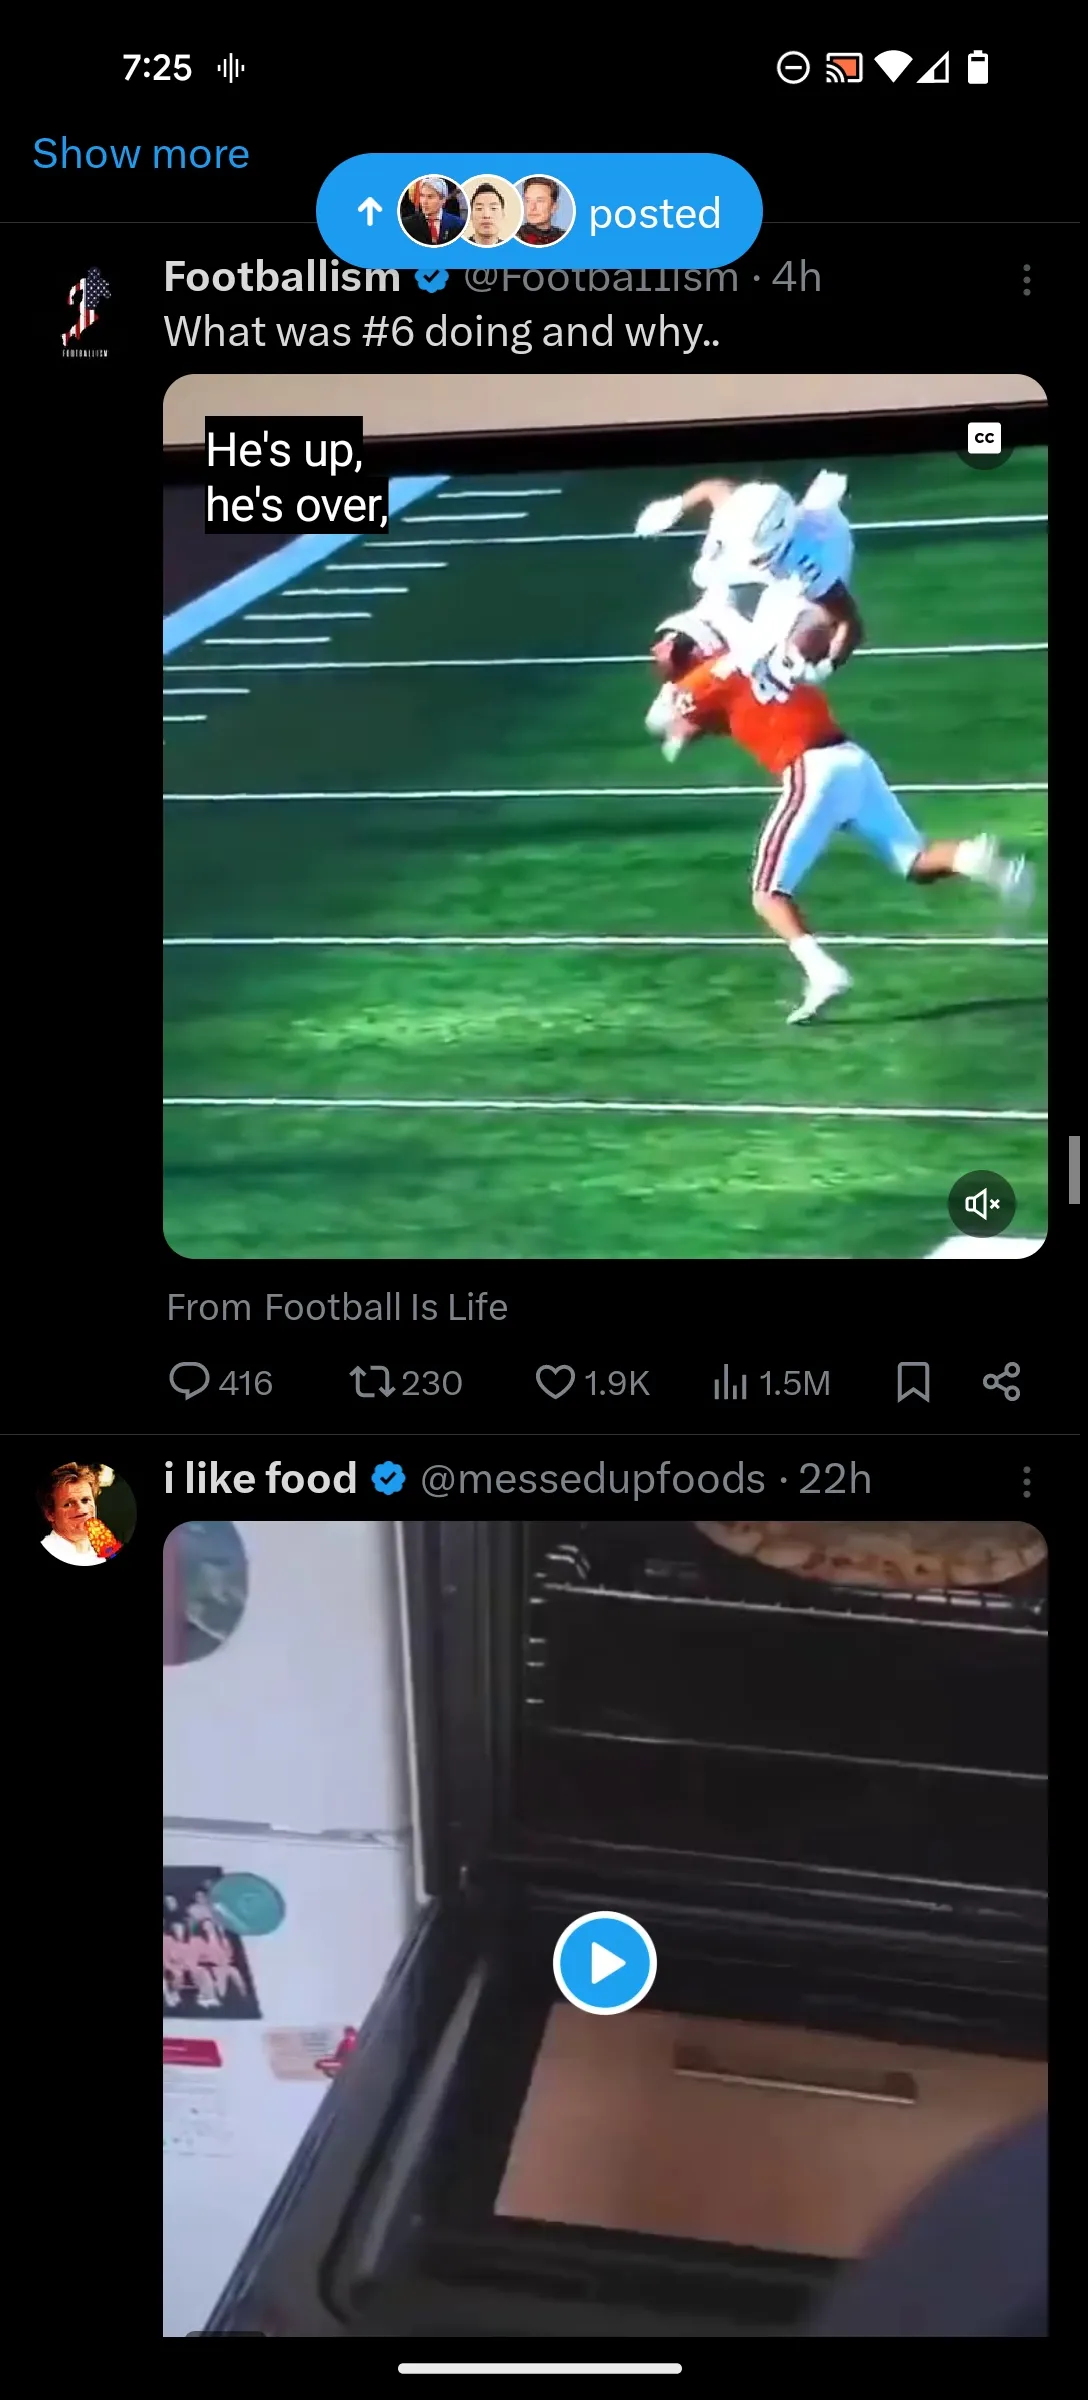 7:25
Show more
posted
Footballism @Footballism · 4h
What was #6 doing and why..
He's up,
he's over,
CC
FOOTBALLISM
From Football Is Life
416 230 1.9K 1.5M
i like food @messedupfoods · 22h